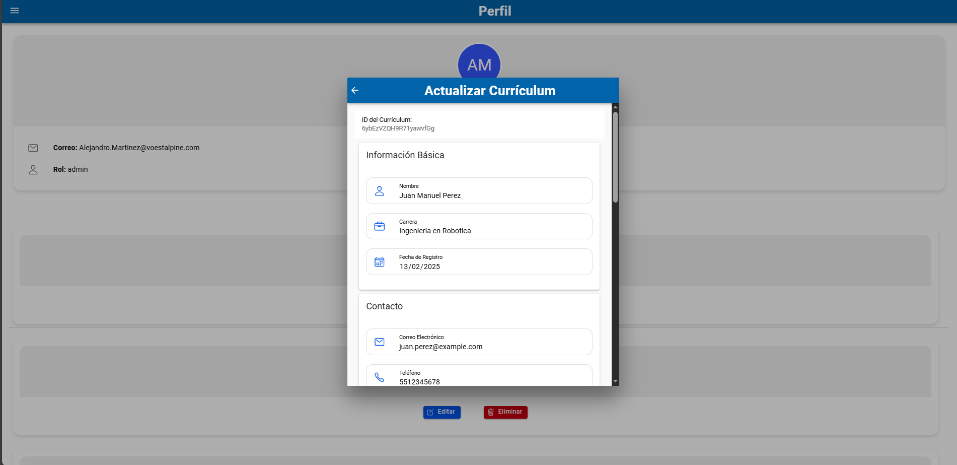 Perfil
AM
Actualizar Currículum
ID del Currículum:
6ybEzVZQH9R71yawvfGg
Información Básica
Nombre
Juan Manuel Perez
Carrera
Ingeniería en Robotica
Fecha de Registro
13/02/2025
Contacto
Correo Electrónico
juan.perez@example.com
Teléfono
5512345678
Correo: Alejandro.Martinez@voestalpine.com
Rol: admin
Editar
Eliminar